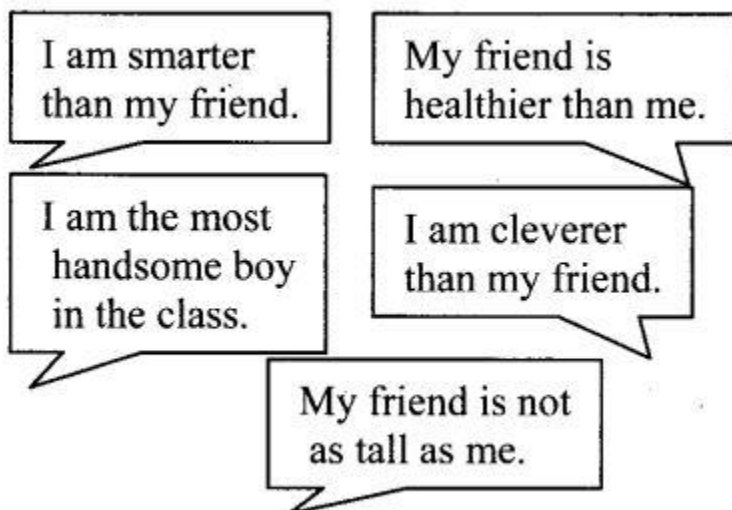 I am smarter
than my friend.
My friend is
healthier than me.
I am the most
handsome boy
in the class.
I am cleverer
than my friend.
My friend is not
as tall as me.